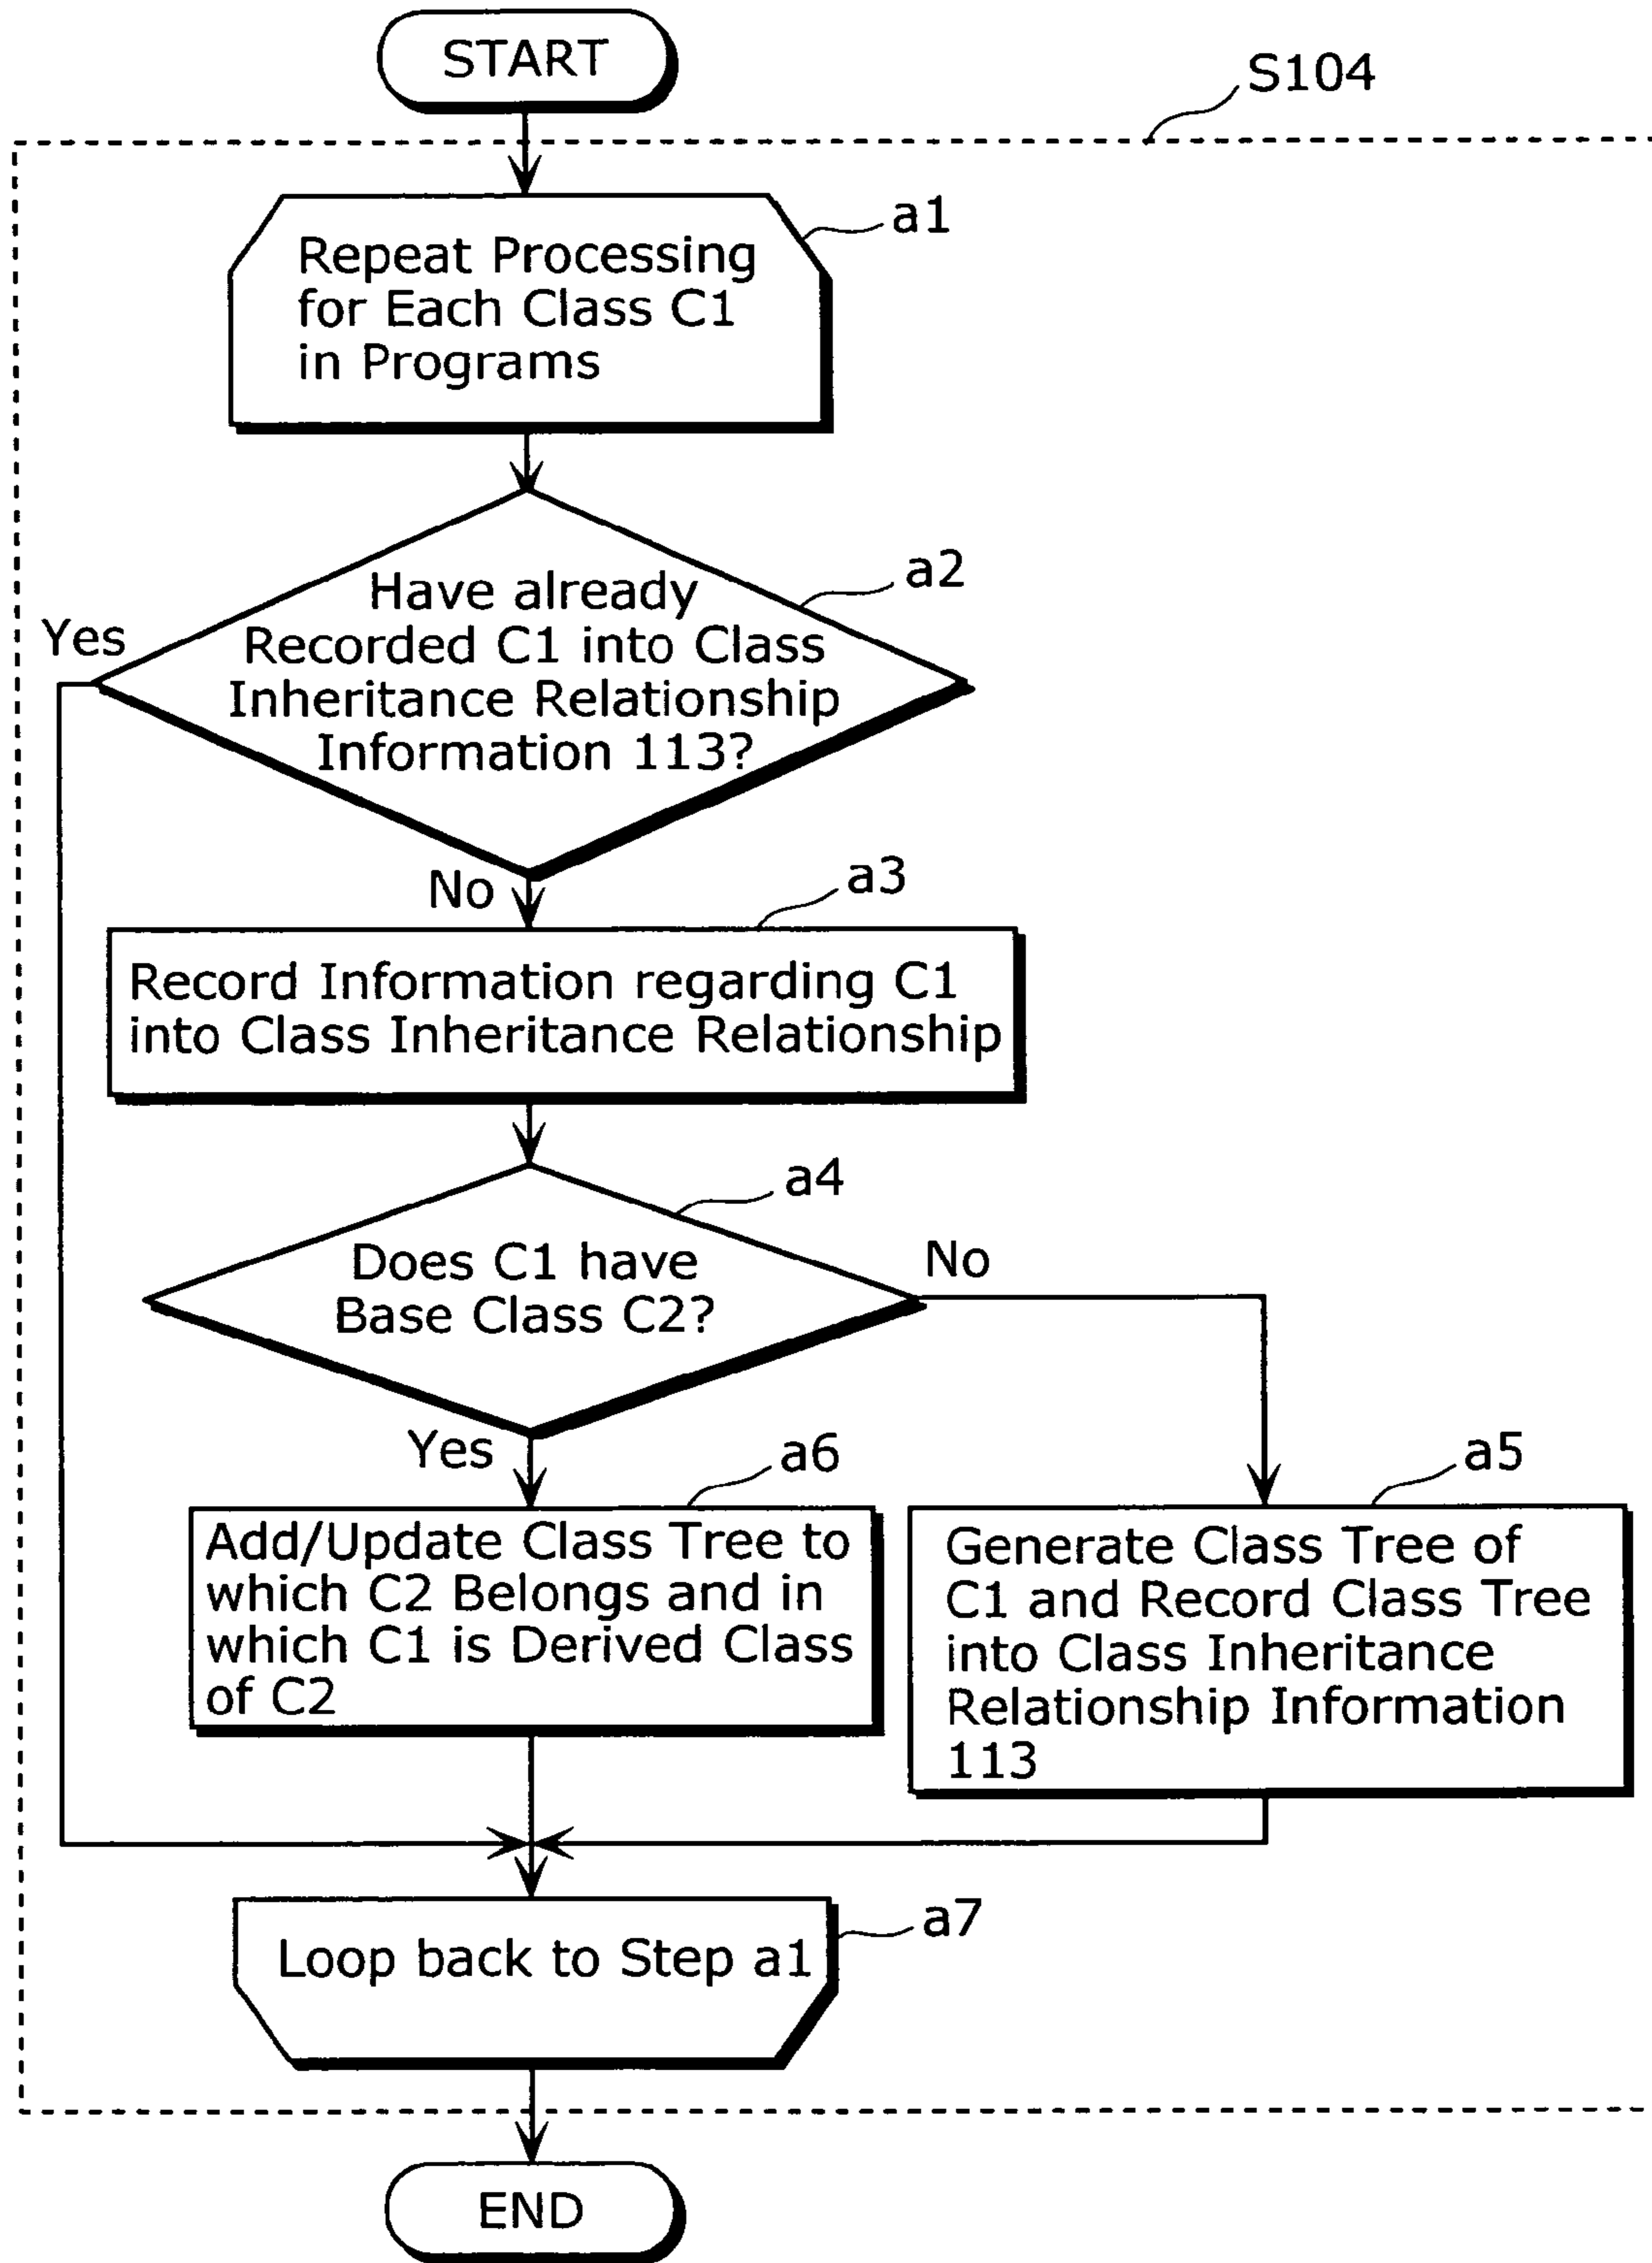 START
S104
a1
Repeat Processing
for Each Class C1
in Programs
a2
Have already
Recorded C1 into Class
Inheritance Relationship
Information 113?
Yes
No
a3
Record Information regarding C1
into Class Inheritance Relationship
a4
Does C1 have
Base Class C2?
No
Yes
a6
Add/Update Class Tree to
which C2 Belongs and in
which C1 is Derived Class
of C2
a5
Generate Class Tree of
C1 and Record Class Tree
into Class Inheritance
Relationship Information
113
a7
Loop back to Step a1
END